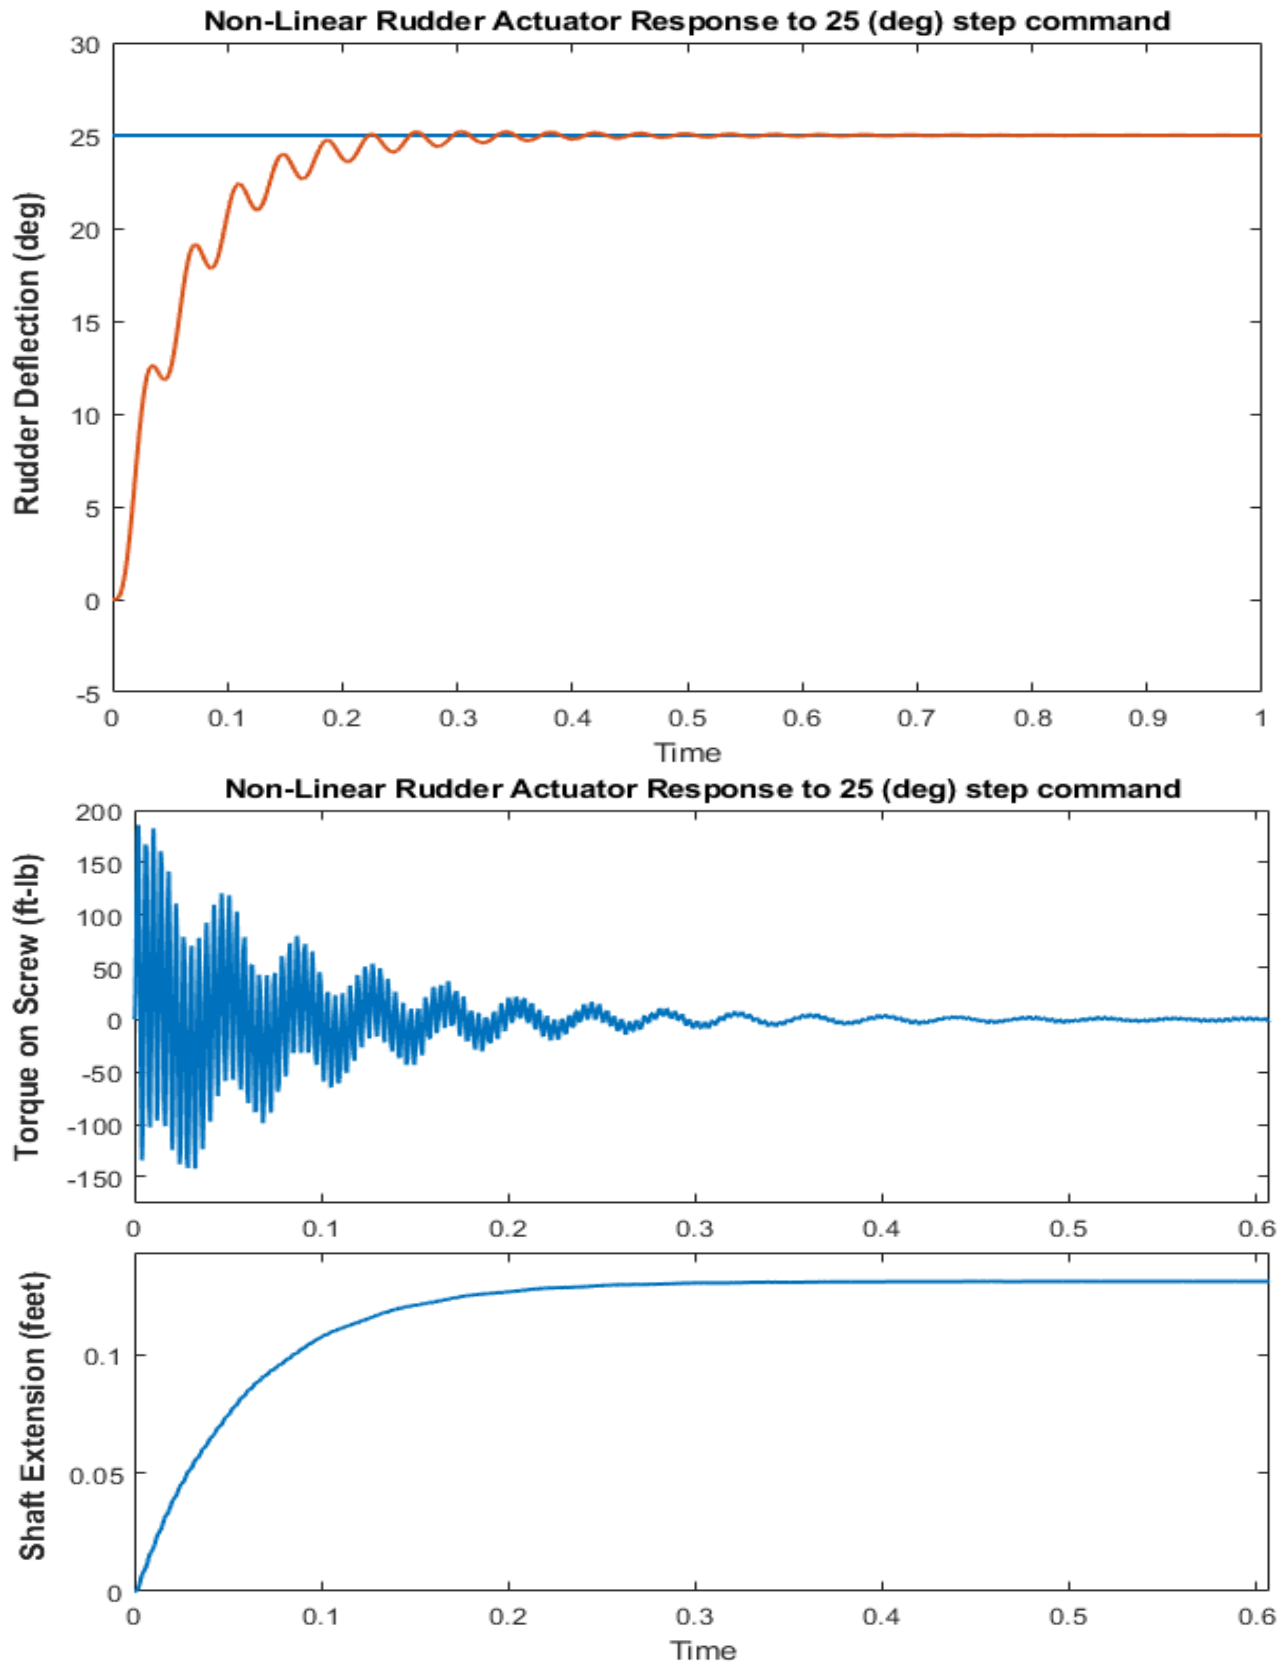 Non-Linear Rudder Actuator Response to 25 (deg) step command
30
25
20
15
10
5
0
-5
Rudder Deflection (deg)
0 0.1 0.2 0.3 0.4 0.5 0.6 0.7 0.8 0.9 1
Time
Non-Linear Rudder Actuator Response to 25 (deg) step command
200
150
100
50
0
-50
-100
-150
Torque on Screw (ft-lb)
0 0.1 0.2 0.3 0.4 0.5 0.6
0.1
0.05
0
Shaft Extension (feet)
0 0.1 0.2 0.3 0.4 0.5 0.6
Time